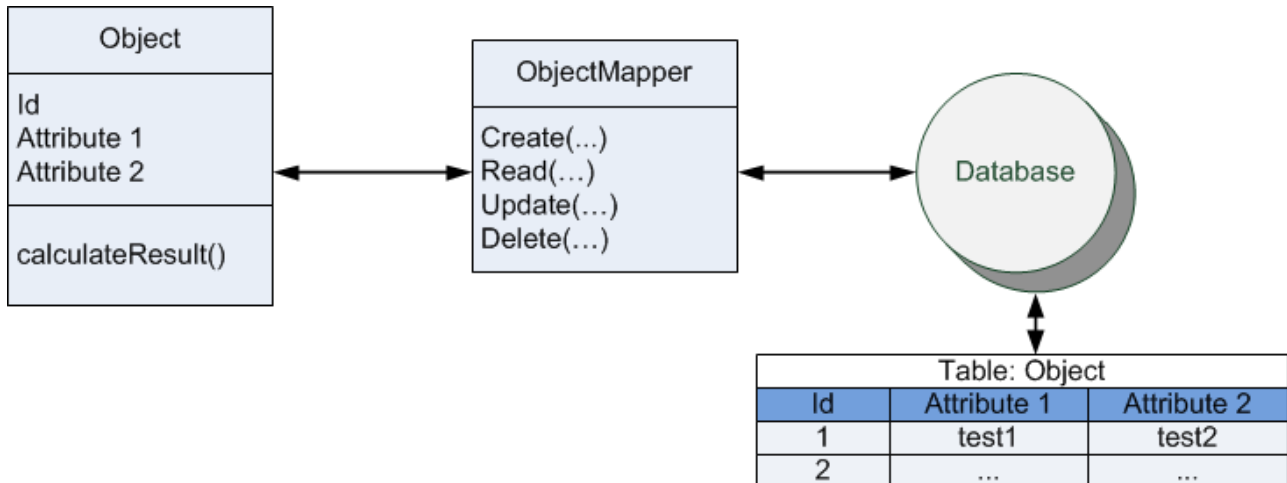 Object
Id
Attribute 1
Attribute 2
calculateResult()
ObjectMapper
Create(...)
Read(...)
Update(...)
Delete(...)
Database
Table: Object
Id Attribute 1 Attribute 2
1 test1 test2
2 ... ...